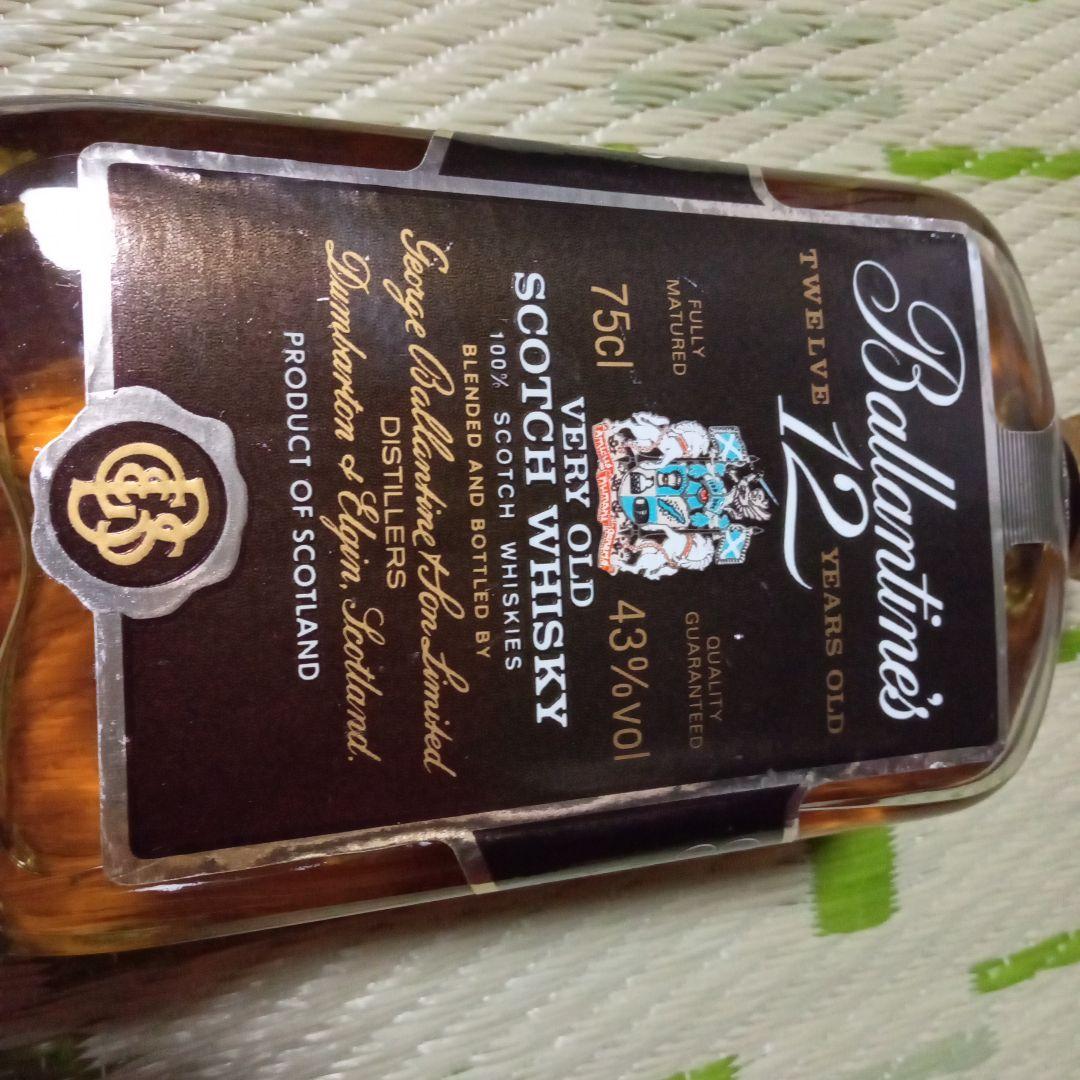 Ballantine's
TWELVE 12 YEARS OLD
FULLY
MATURED
QUALITY
GUARANTEED
75cl
43%vol
VERY OLD
SCOTCH WHISKY
100% SCOTCH WHISKIES
BLENDED AND BOTTLED BY
George Ballantine & Son Limited
DISTILLERS
Dumbarton & Elgin, Scotland.
PRODUCT OF SCOTLAND